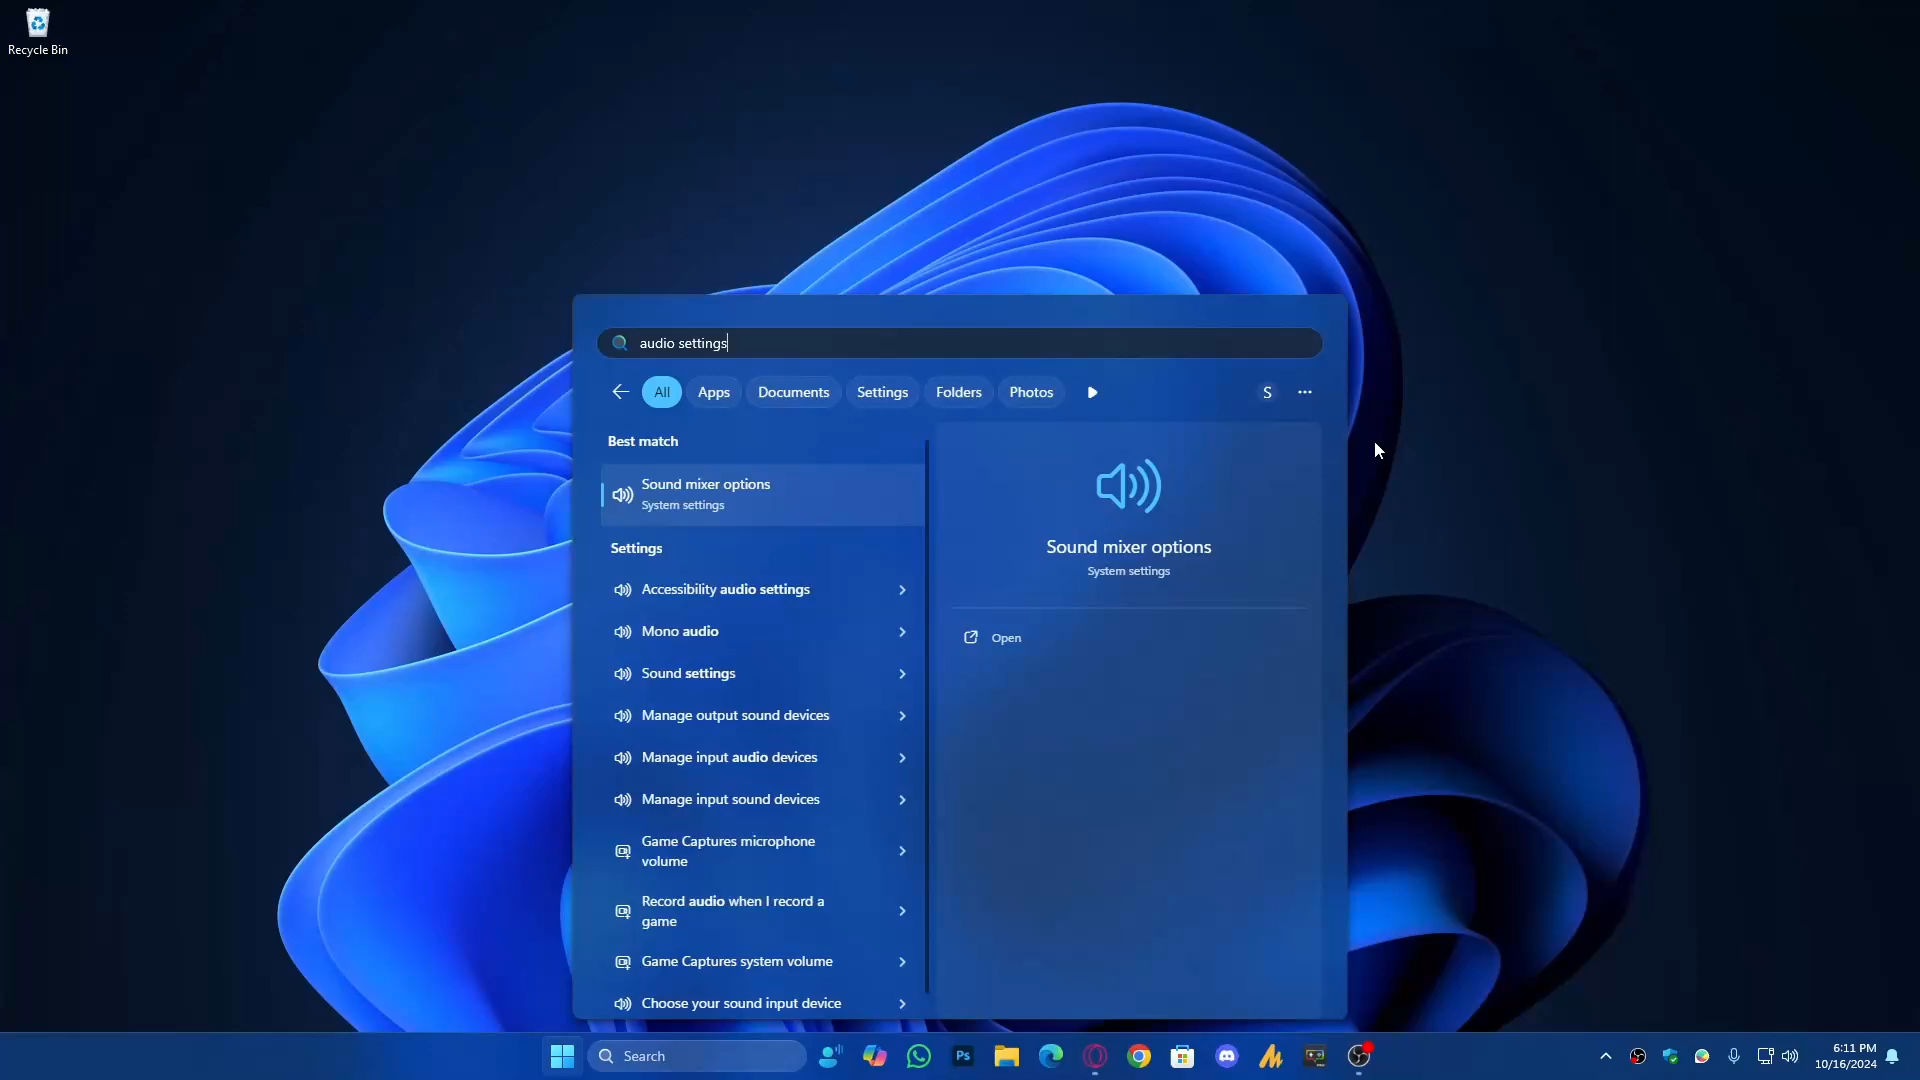 Recycle Bin
audio settings
All
Apps
Documents
Settings
Folders
Photos
S
Best match
Sound mixer options
System settings
Settings
Accessibility audio settings
Mono audio
Sound settings
Manage output sound devices
Manage input audio devices
Manage input sound devices
Game Captures microphone
volume
Record audio when I record a
game
Game Captures system volume
Choose your sound input device
Sound mixer options
System settings
Open
Search
Ps
6:11 PM
10/16/2024